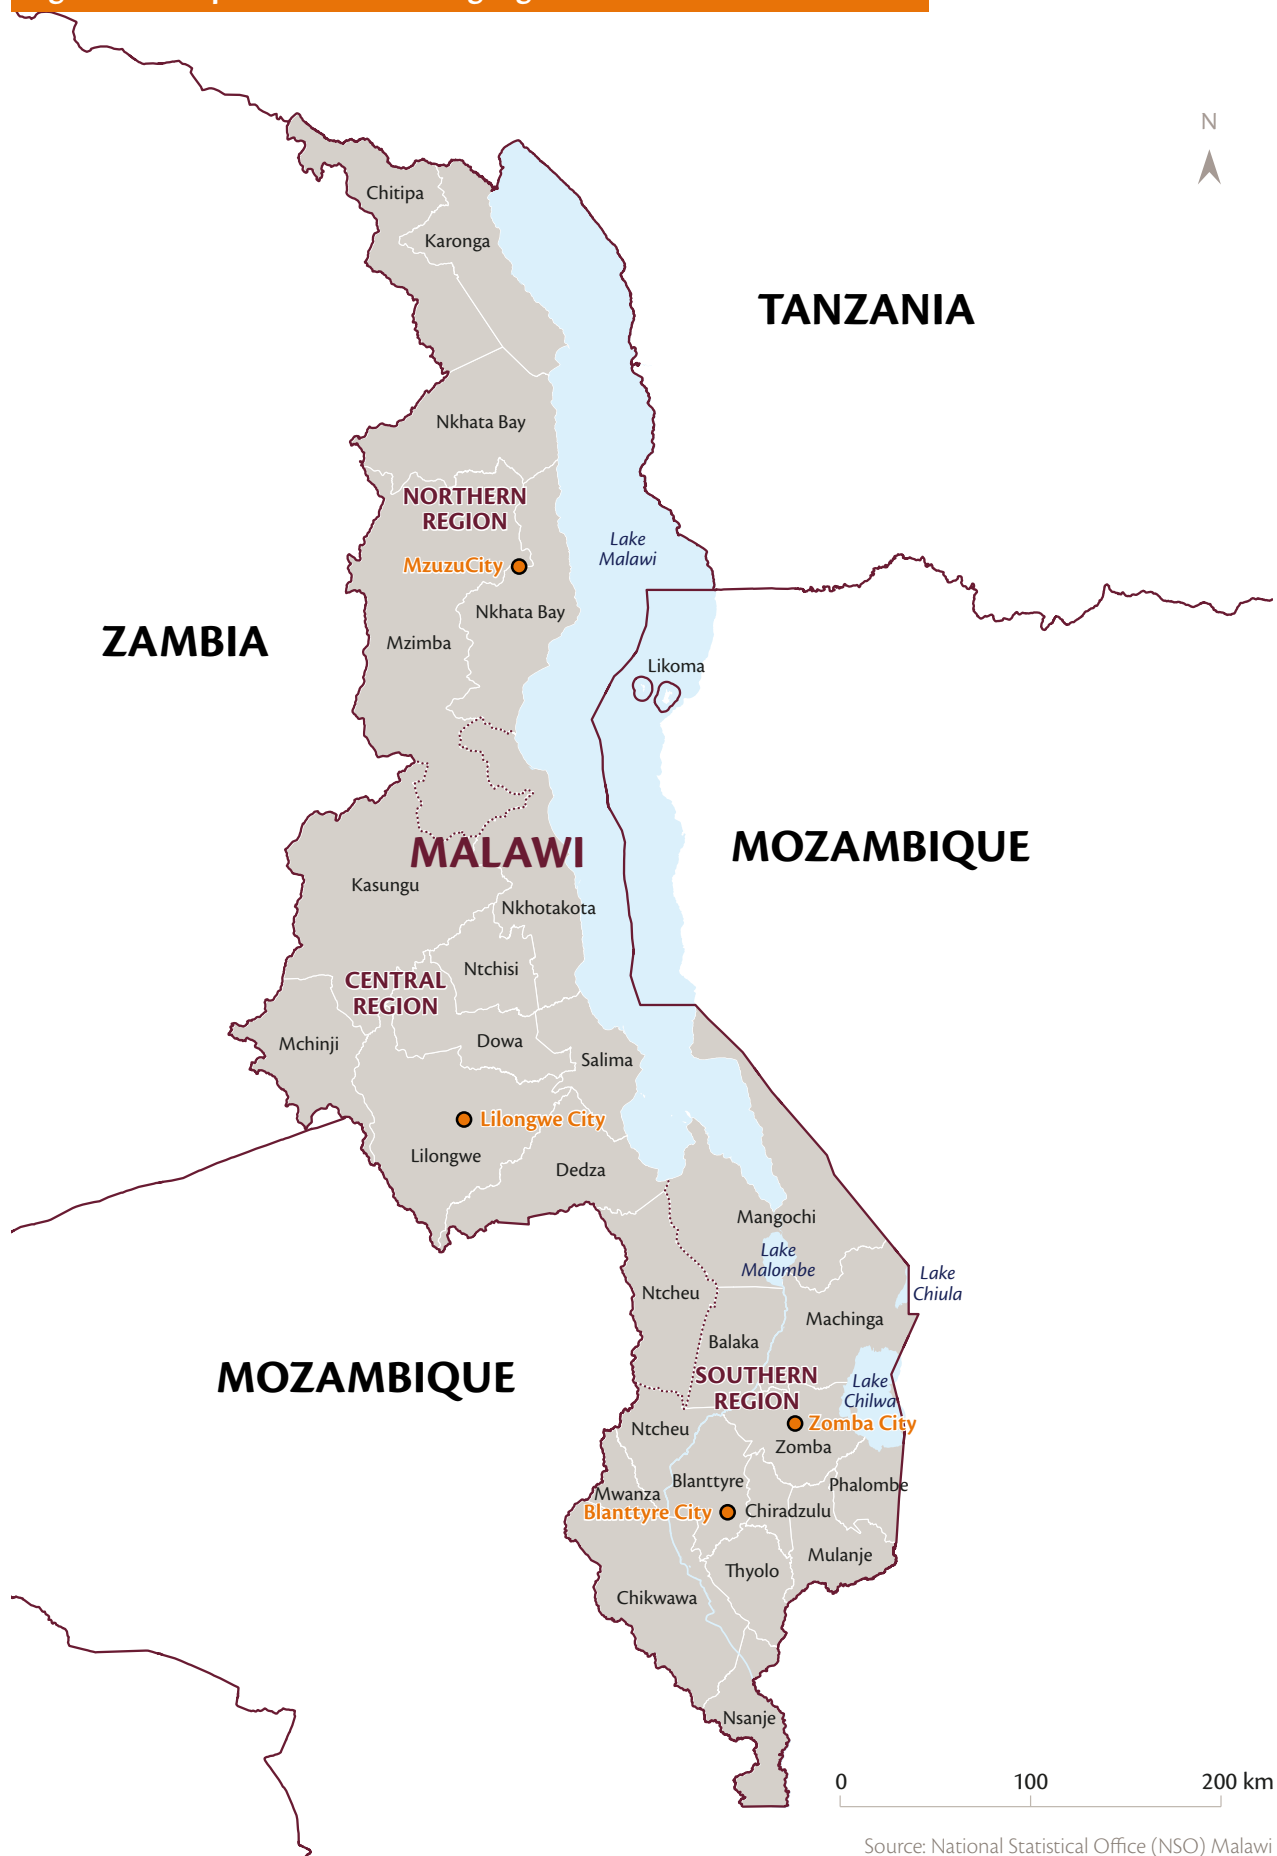 N
Chitipa
Karonga
TANZANIA
Nkhata Bay
NORTHERN
REGION
Lake
Malawi
MzuzuCity
Nkhata Bay
ZAMBIA
Mzimba
Likoma
MALAWI
MOZAMBIQUE
Kasungu
Nkhotakota
Ntchisi
CENTRAL
REGION
Mchinji
Dowa
Salima
Lilongwe City
Lilongwe
Dedza
Mangochi
Lake
Malombe
Lake
Chiula
Ntcheu
Machinga
Balaka
MOZAMBIQUE
SOUTHERN
REGION
Lake
Chilwa
Zomba City
Ntcheu
Zomba
Blanttyre
Phalombe
Mwanza
Blanttyre City
Chiradzulu
Mulanje
Thyolo
Chikwawa
Nsanje
0 100 200 km
Source: National Statistical Office (NSO) Malawi